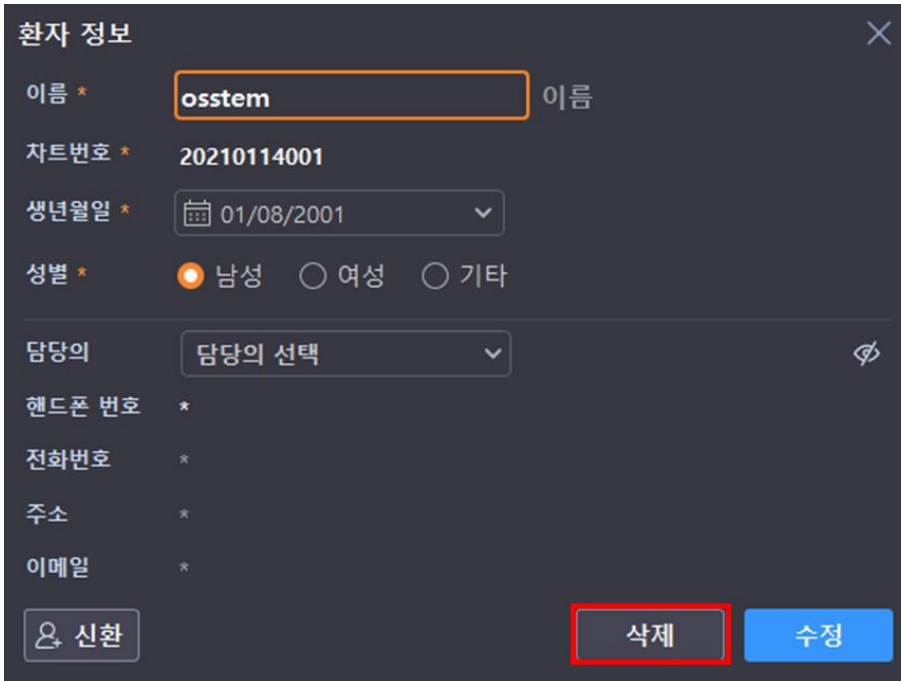 환자 정보
이름 * osstem 이름
차트번호 * 20210114001
생년월일 * 01/08/2001
성별 * 남성 여성 기타
담당의 담당의 선택
핸드폰 번호 *
전화번호 *
주소 *
이메일 *
신환 삭제 수정